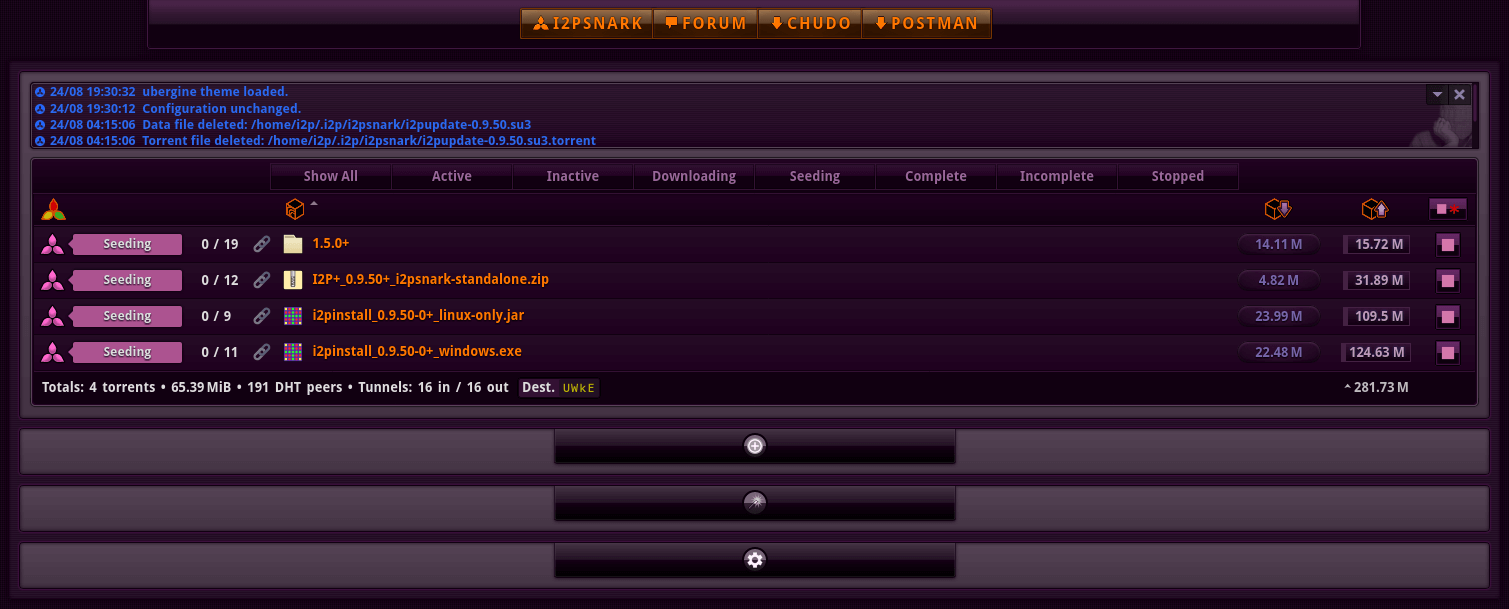 I2PSNARK FORUM CHUDO POSTMAN
24/08 19:30:32 ubergine theme loaded.
24/08 19:30:12 Configuration unchanged.
24/08 04:15:06 Data file deleted: /home/i2p/.i2p/i2psnark/i2pupdate-0.9.50.su3
24/08 04:15:06 Torrent file deleted: /home/i2p/.i2p/i2psnark/i2pupdate-0.9.50.su3.torrent
Show All Active Inactive Downloading Seeding Complete Incomplete Stopped
Seeding 0 / 19 1.5.0+ 14.11 M 15.72 M
Seeding 0 / 12 I2P+_0.9.50+_i2psnark-standalone.zip 4.82 M 31.89 M
Seeding 0 / 9 i2pinstall_0.9.50-0+_linux-only.jar 23.99 M 109.5 M
Seeding 0 / 11 i2pinstall_0.9.50-0+_windows.exe 22.48 M 124.63 M
Totals: 4 torrents • 65.39 MiB • 191 DHT peers • Tunnels: 16 in / 16 out Dest. UWkE 281.73 M